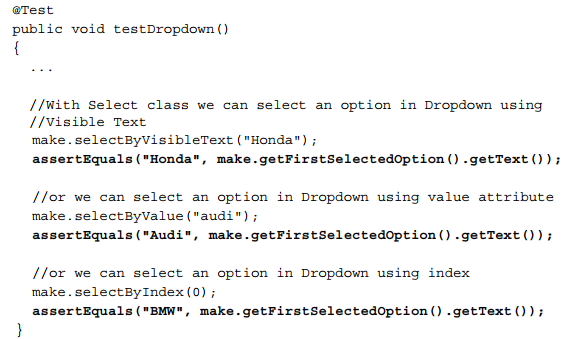 @Test
public void testDropdown()
{
...
//With Select class we can select an option in Dropdown using
//Visible Text
make.selectByVisibleText("Honda");
assertEquals("Honda", make.getFirstSelectedOption().getText());
//or we can select an option in Dropdown using value attribute
make.selectByValue("audi");
assertEquals("Audi", make.getFirstSelectedOption().getText());
//or we can select an option in Dropdown using index
make.selectByIndex(0);
assertEquals("BMW", make.getFirstSelectedOption().getText());
}